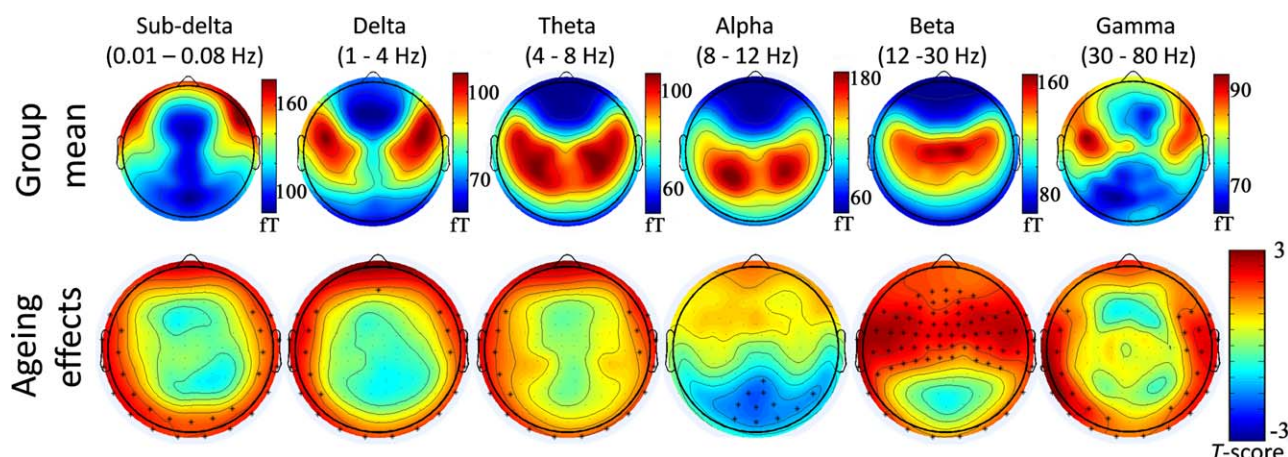 Sub-delta Delta Theta Alpha Beta Gamma
(0.01 – 0.08 Hz) (1 - 4 Hz) (4 - 8 Hz) (8 - 12 Hz) (12 -30 Hz) (30 - 80 Hz)
Group mean
160 100 fT
100 70 fT
100 60 fT
180 60 fT
160 80 fT
90 70 fT
Ageing effects
3
-3
T-score